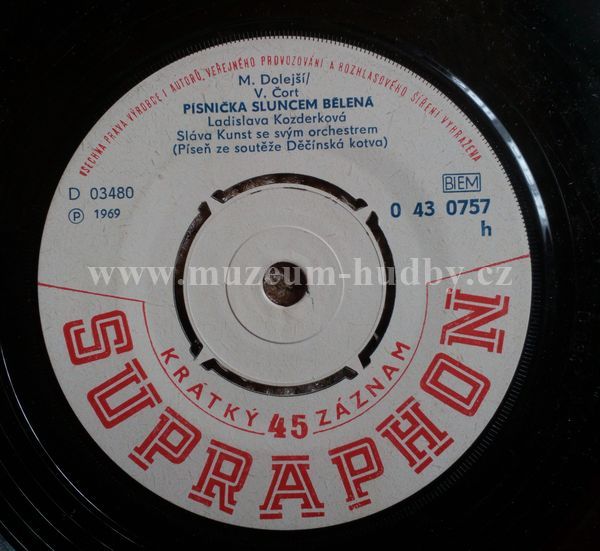 VŠECHNA PRÁVA VÝROBCE I AUTORŮ, VEŘEJNÉHO PROVOZOVÁNÍ A ROZHLASOVÉHO ŠÍŘENÍ VYHRAŽENA
M. Dolejší/
V. Čort
PÍSNIČKA SLUNCEM BĚLENÁ
Ladislava Kozderková
Sláva Kunst se svým orchestrem
(Píseň ze soutěže Děčínská kotva)
D 03480
℗ 1969
BIEM
0 43 0757
h
www.muzeum-hudby.cz
KRÁTKÝ 45 ZÁZNAM
SUPRAPHON